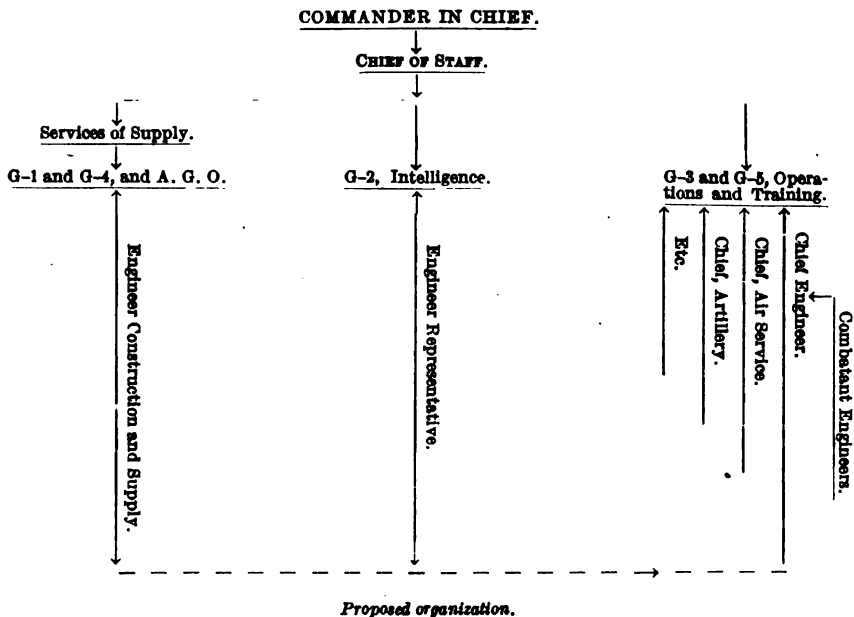 COMMANDER IN CHIEF.
CHIEF OF STAFF.
Services of Supply.
G-1 and G-4, and A. G. O.
G-2, Intelligence.
G-3 and G-5, Opera-
tions and Training.
Engineer Construction and Supply.
Engineer Representative.
Etc.
Chief, Artillery.
Chief, Air Service.
Chief Engineer.
Combatant Engineers.
Proposed organization.